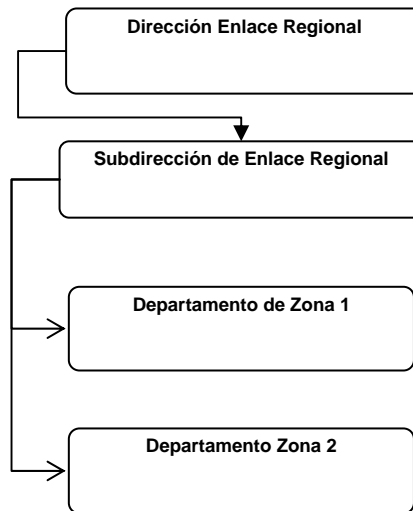 Dirección Enlace Regional
Subdirección de Enlace Regional
Departamento de Zona 1
Departamento Zona 2